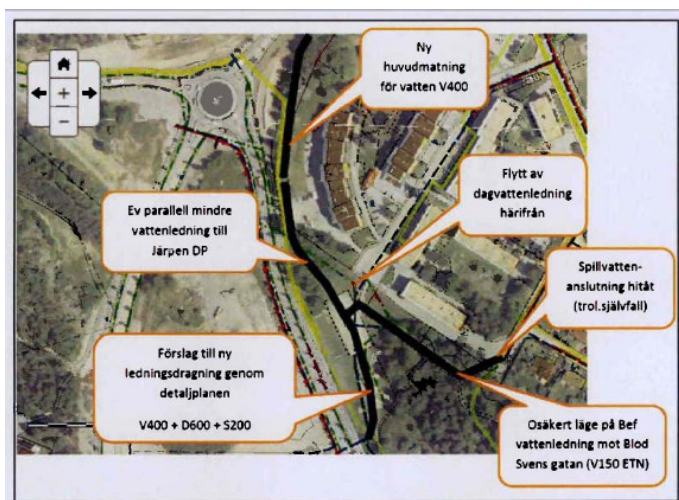 Ny
huvudmatning
för vatten V400
Flytt av
dagvattenledning
härifrån
Ev parallell mindre
vattenledning till
Järpen DP
Spillvatten-
anslutning hitåt
(trol.självfall)
Förslag till ny
ledningsdragning genom
detaljplanen
V400 + D600 + S200
Osäkert läge på Bef
vattenledning mot Blod
Svens gatan (V150 ETN)